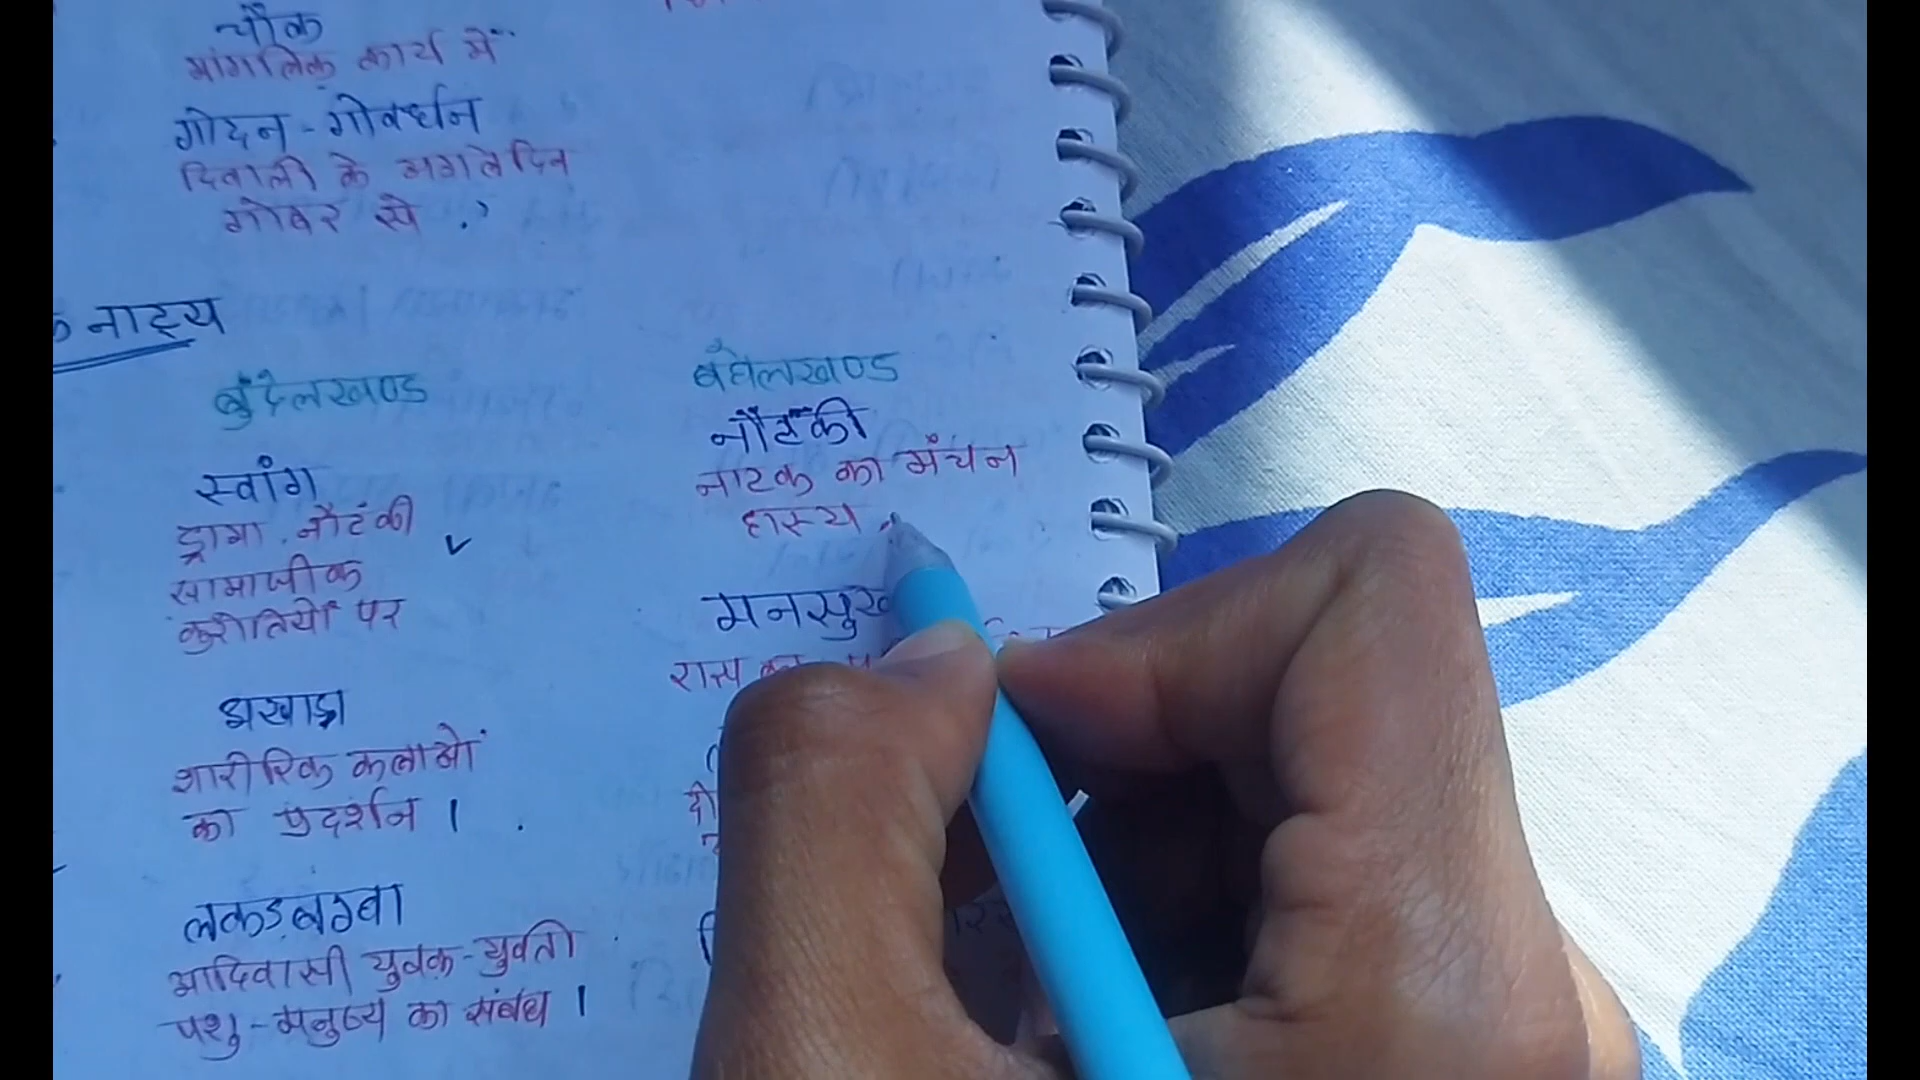 चौक
मांगलिक कार्य में
गोदन - गोवर्धन
दिवाली के अगले दिन
गोबर से
नाट्य
बुंदेलखण्ड
स्वांग
ड्रामा. नौटंकी
सामाजीक
कुरीतियों पर
अखाड़ा
शारीरिक कलाओं
का प्रदर्शन ।
लकड़बग्घा
आदिवासी युवक - युवती
पशु - मनुष्य का संबंध ।
बघेलखण्ड
नौटंकी
नाटक का मंचन
हास्य